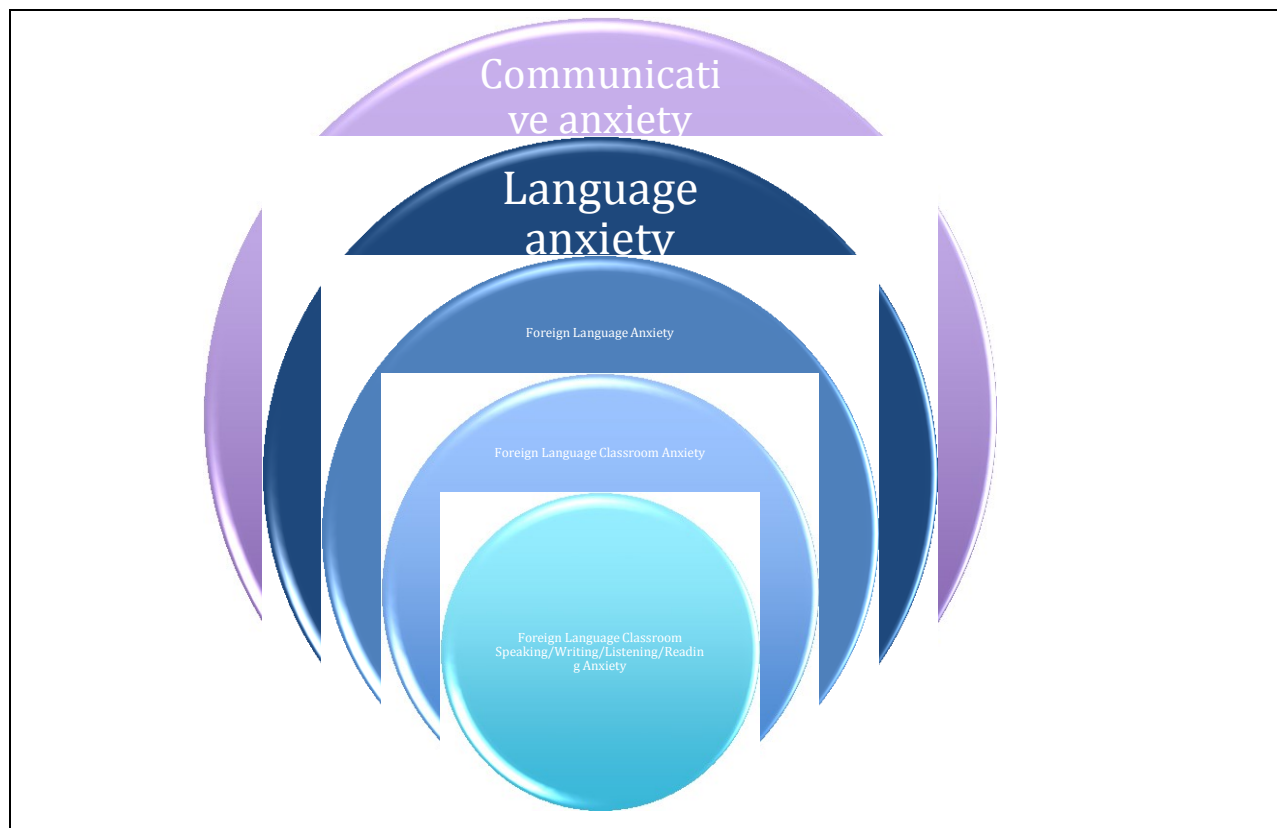 Communicati
ve anxiety
Language
anxiety
Foreign Language Anxiety
Foreign Language Classroom Anxiety
Foreign Language Classroom
Speaking/Writing/Listening/Readin
g Anxiety